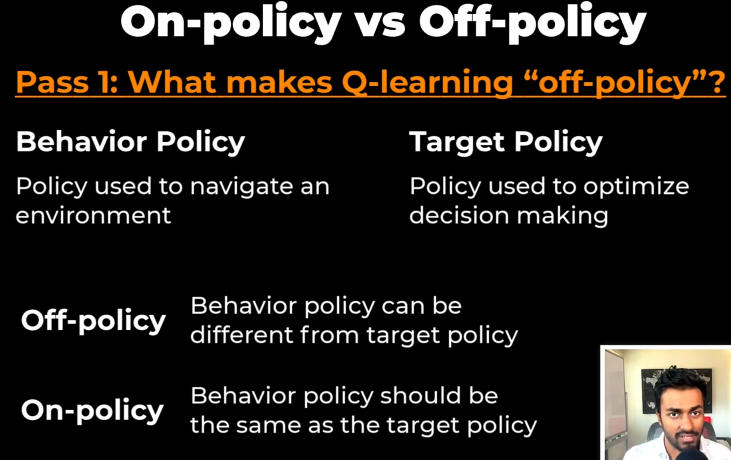 On-policy vs Off-policy
Pass 1: What makes Q-learning “off-policy”?
Behavior Policy
Policy used to navigate an
environment
Target Policy
Policy used to optimize
decision making
Off-policy
Behavior policy can be
different from target policy
On-policy
Behavior policy should be
the same as the target policy